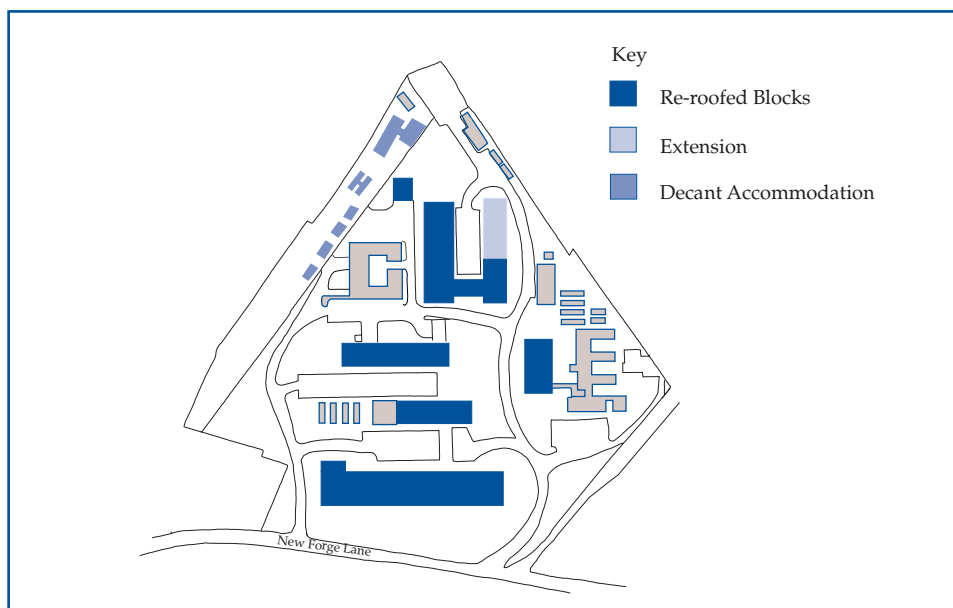 Key
Re-roofed Blocks
Extension
Decant Accommodation
New Forge Lane